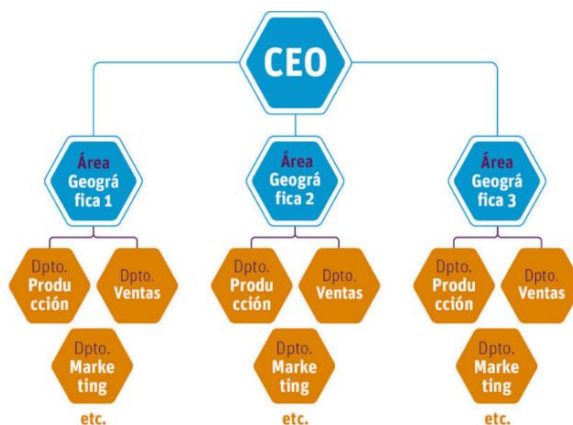 CEO
Área
Geográ
fica 1
Área
Geográ
fica 2
Área
Geográ
fica 3
Dpto.
Produ
cción
Dpto.
Ventas
Dpto.
Produ
cción
Dpto.
Ventas
Dpto.
Produ
cción
Dpto.
Ventas
Dpto.
Marke
ting
Dpto.
Marke
ting
Dpto.
Marke
ting
etc.
etc.
etc.